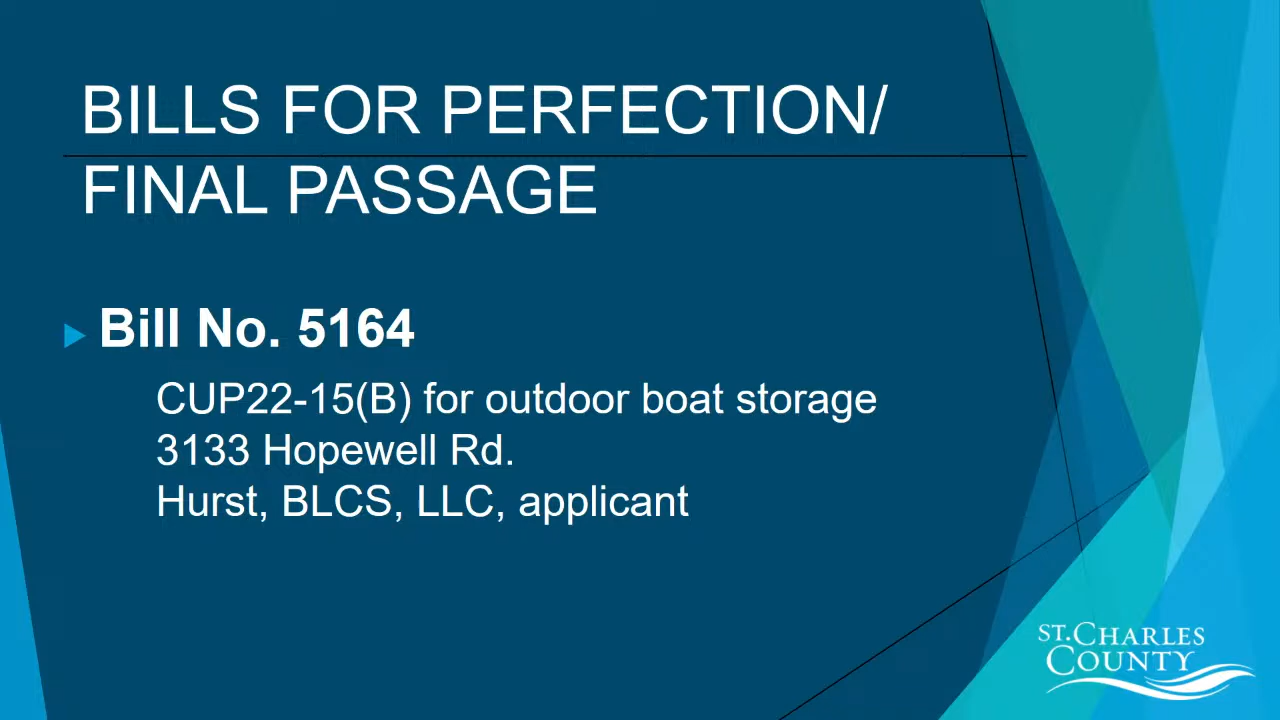 BILLS FOR PERFECTION/
FINAL PASSAGE
Bill No. 5164
CUP22-15(B) for outdoor boat storage
3133 Hopewell Rd.
Hurst, BLCS, LLC, applicant
ST. CHARLES
COUNTY